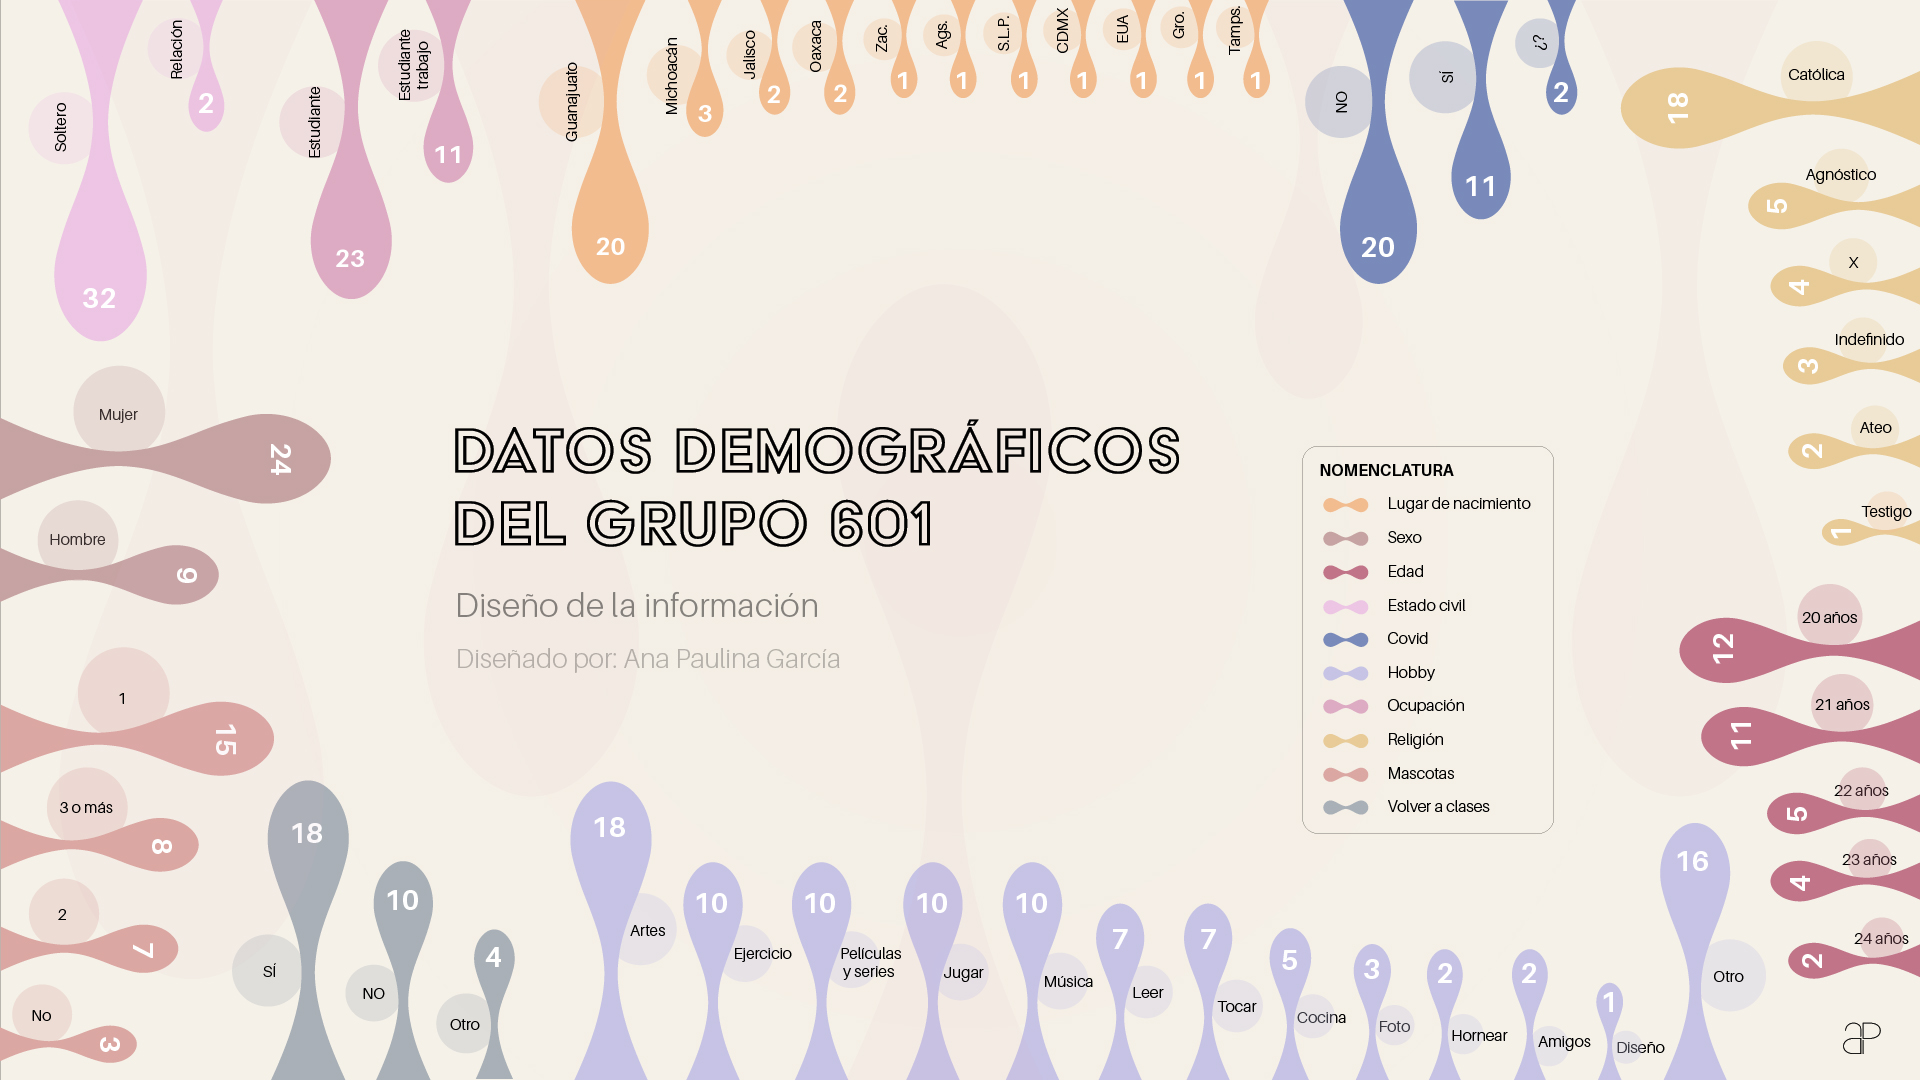 Soltero
32
Relación
2
Estudiante
23
Estudiante
trabajo
11
Guanajuato
20
Michoacán
3
Jalisco
2
Oaxaca
2
Zac.
1
Ags.
1
S.L.P.
1
CDMX
1
EUA
1
Gro.
1
Tamps.
1
NO
20
SÍ
11
¿?
2
Católica
18
Agnóstico
5
X
4
Indefinido
3
Ateo
2
Testigo
1
Mujer
24
Hombre
9
DATOS DEMOGRÁFICOS
DEL GRUPO 601
Diseño de la información
Diseñado por: Ana Paulina García
NOMENCLATURA
Lugar de nacimiento
Sexo
Edad
Estado civil
Covid
Hobby
Ocupación
Religión
Mascotas
Volver a clases
20 años
12
21 años
11
22 años
5
23 años
4
24 años
2
1
15
3 o más
8
2
7
No
3
18
SÍ
10
NO
4
Otro
18
Artes
10
Ejercicio
10
Películas
y series
10
Jugar
10
Música
7
Leer
7
Tocar
5
Cocina
3
Foto
2
Hornear
2
Amigos
1
Diseño
16
Otro